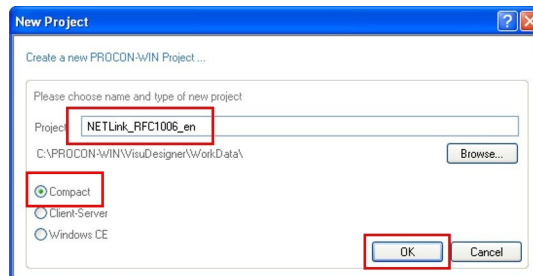 New Project
Create a new PROCON-WIN Project ...
Please choose name and type of new project
Project NETLink_RFC1006_en
C:\PROCON-WIN\VisuDesigner\WorkData\ Browse...
Compact
Client-Server
Windows CE
OK Cancel